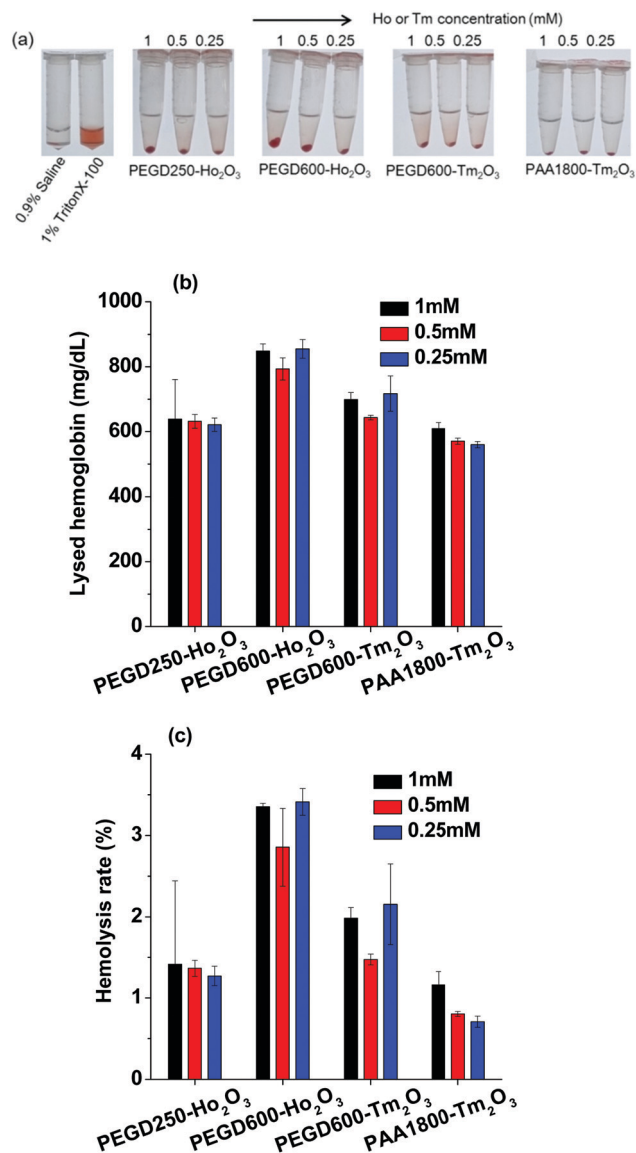 Ho or Tm concentration (mM)
(a)
1 0.5 0.25
1 0.5 0.25
1 0.5 0.25
1 0.5 0.25
0.9% Saline
1% TritonX-100
PEGD250-Ho₂O₃
PEGD600-Ho₂O₃
PEGD600-Tm₂O₃
PAA1800-Tm₂O₃
(b)
1mM
0.5mM
0.25mM
Lysed hemoglobin (mg/dL)
1000
800
600
400
200
0
PEGD250-Ho₂O₃
PEGD600-Ho₂O₃
PEGD600-Tm₂O₃
PAA1800-Tm₂O₃
(c)
1mM
0.5mM
0.25mM
Hemolysis rate (%)
4
3
2
1
0
PEGD250-Ho₂O₃
PEGD600-Ho₂O₃
PEGD600-Tm₂O₃
PAA1800-Tm₂O₃